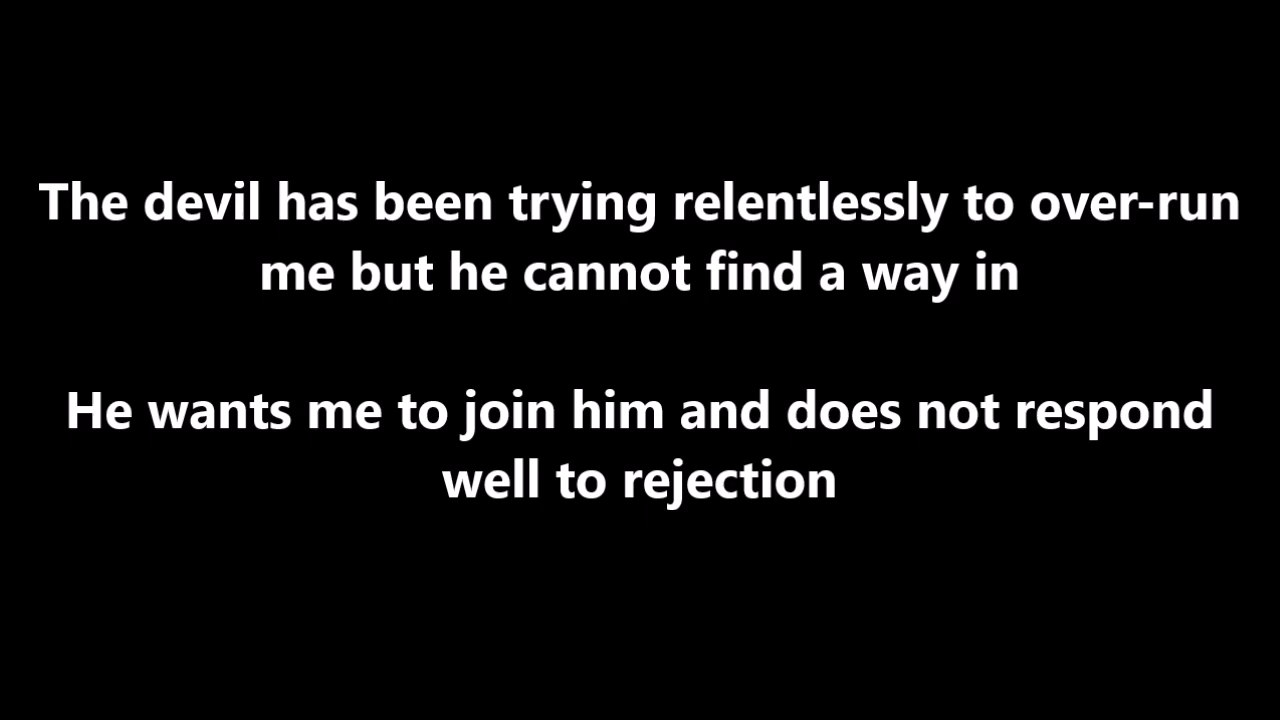 The devil has been trying relentlessly to over-run
me but he cannot find a way in
He wants me to join him and does not respond
well to rejection